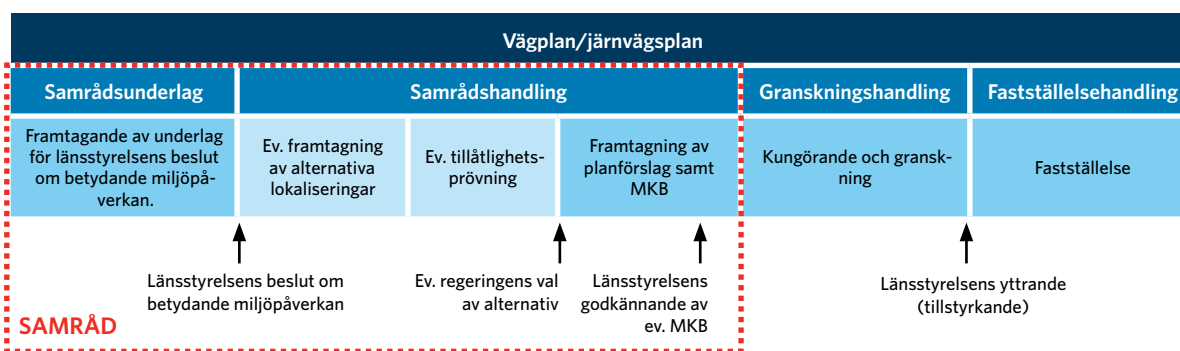 Vägplan/järnvägsplan
Samrådsunderlag
Samrådshandling
Granskningshandling
Fastställelsehandling
Framtagande av underlag
för länsstyrelsens beslut
om betydande miljöpå-
verkan.
Ev. framtagning
av alternativa
lokaliseringar
Ev. tillåtlighets-
prövning
Framtagning av
planförslag samt
MKB
Kungörande och gransk-
ning
Fastställelse
Länsstyrelsens beslut om
betydande miljöpåverkan
Ev. regeringens val
av alternativ
Länsstyrelsens
godkännande av
ev. MKB
Länsstyrelsens yttrande
(tillstyrkande)
SAMRÅD